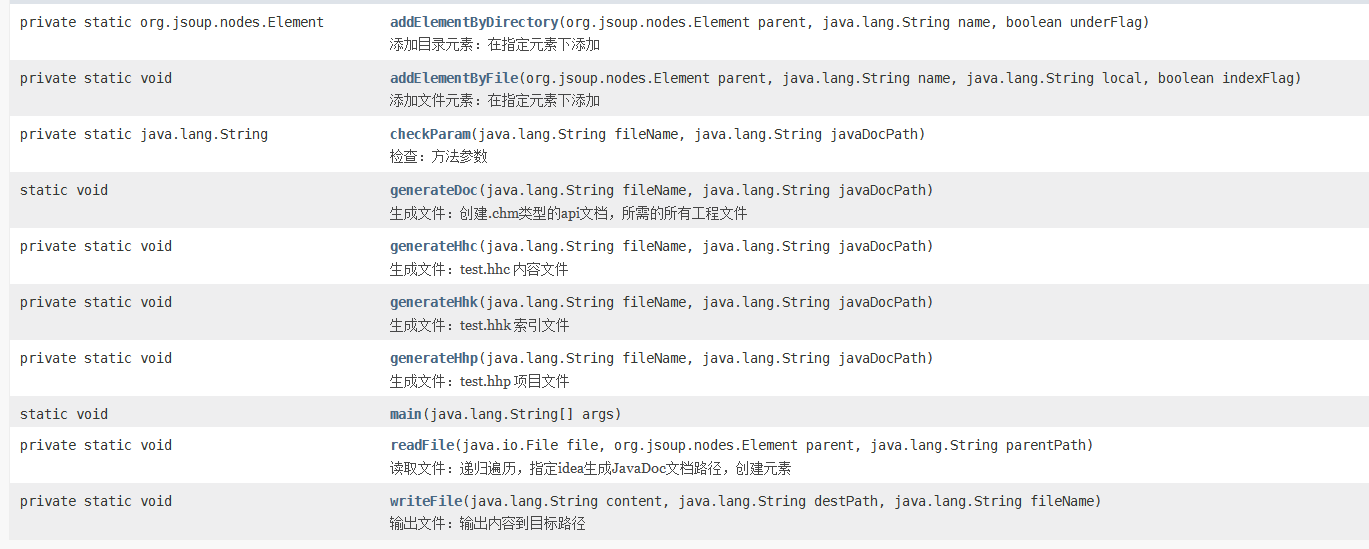 private static org.jsoup.nodes.Element addElementByDirectory(org.jsoup.nodes.Element parent, java.lang.String name, boolean underFlag)
添加目录元素：在指定元素下添加
private static void addElementByFile(org.jsoup.nodes.Element parent, java.lang.String name, java.lang.String local, boolean indexFlag)
添加文件元素：在指定元素下添加
private static java.lang.String checkParam(java.lang.String fileName, java.lang.String javaDocPath)
检查：方法参数
static void generateDoc(java.lang.String fileName, java.lang.String javaDocPath)
生成文件：创建.chm类型的api文档，所需的所有工程文件
private static void generateHhc(java.lang.String fileName, java.lang.String javaDocPath)
生成文件：test.hhc 内容文件
private static void generateHhk(java.lang.String fileName, java.lang.String javaDocPath)
生成文件：test.hhk 索引文件
private static void generateHhp(java.lang.String fileName, java.lang.String javaDocPath)
生成文件：test.hhp 项目文件
static void main(java.lang.String[] args)
private static void readFile(java.io.File file, org.jsoup.nodes.Element parent, java.lang.String parentPath)
读取文件：递归遍历，指定idea生成JavaDoc文档路径，创建元素
private static void writeFile(java.lang.String content, java.lang.String destPath, java.lang.String fileName)
输出文件：输出内容到目标路径